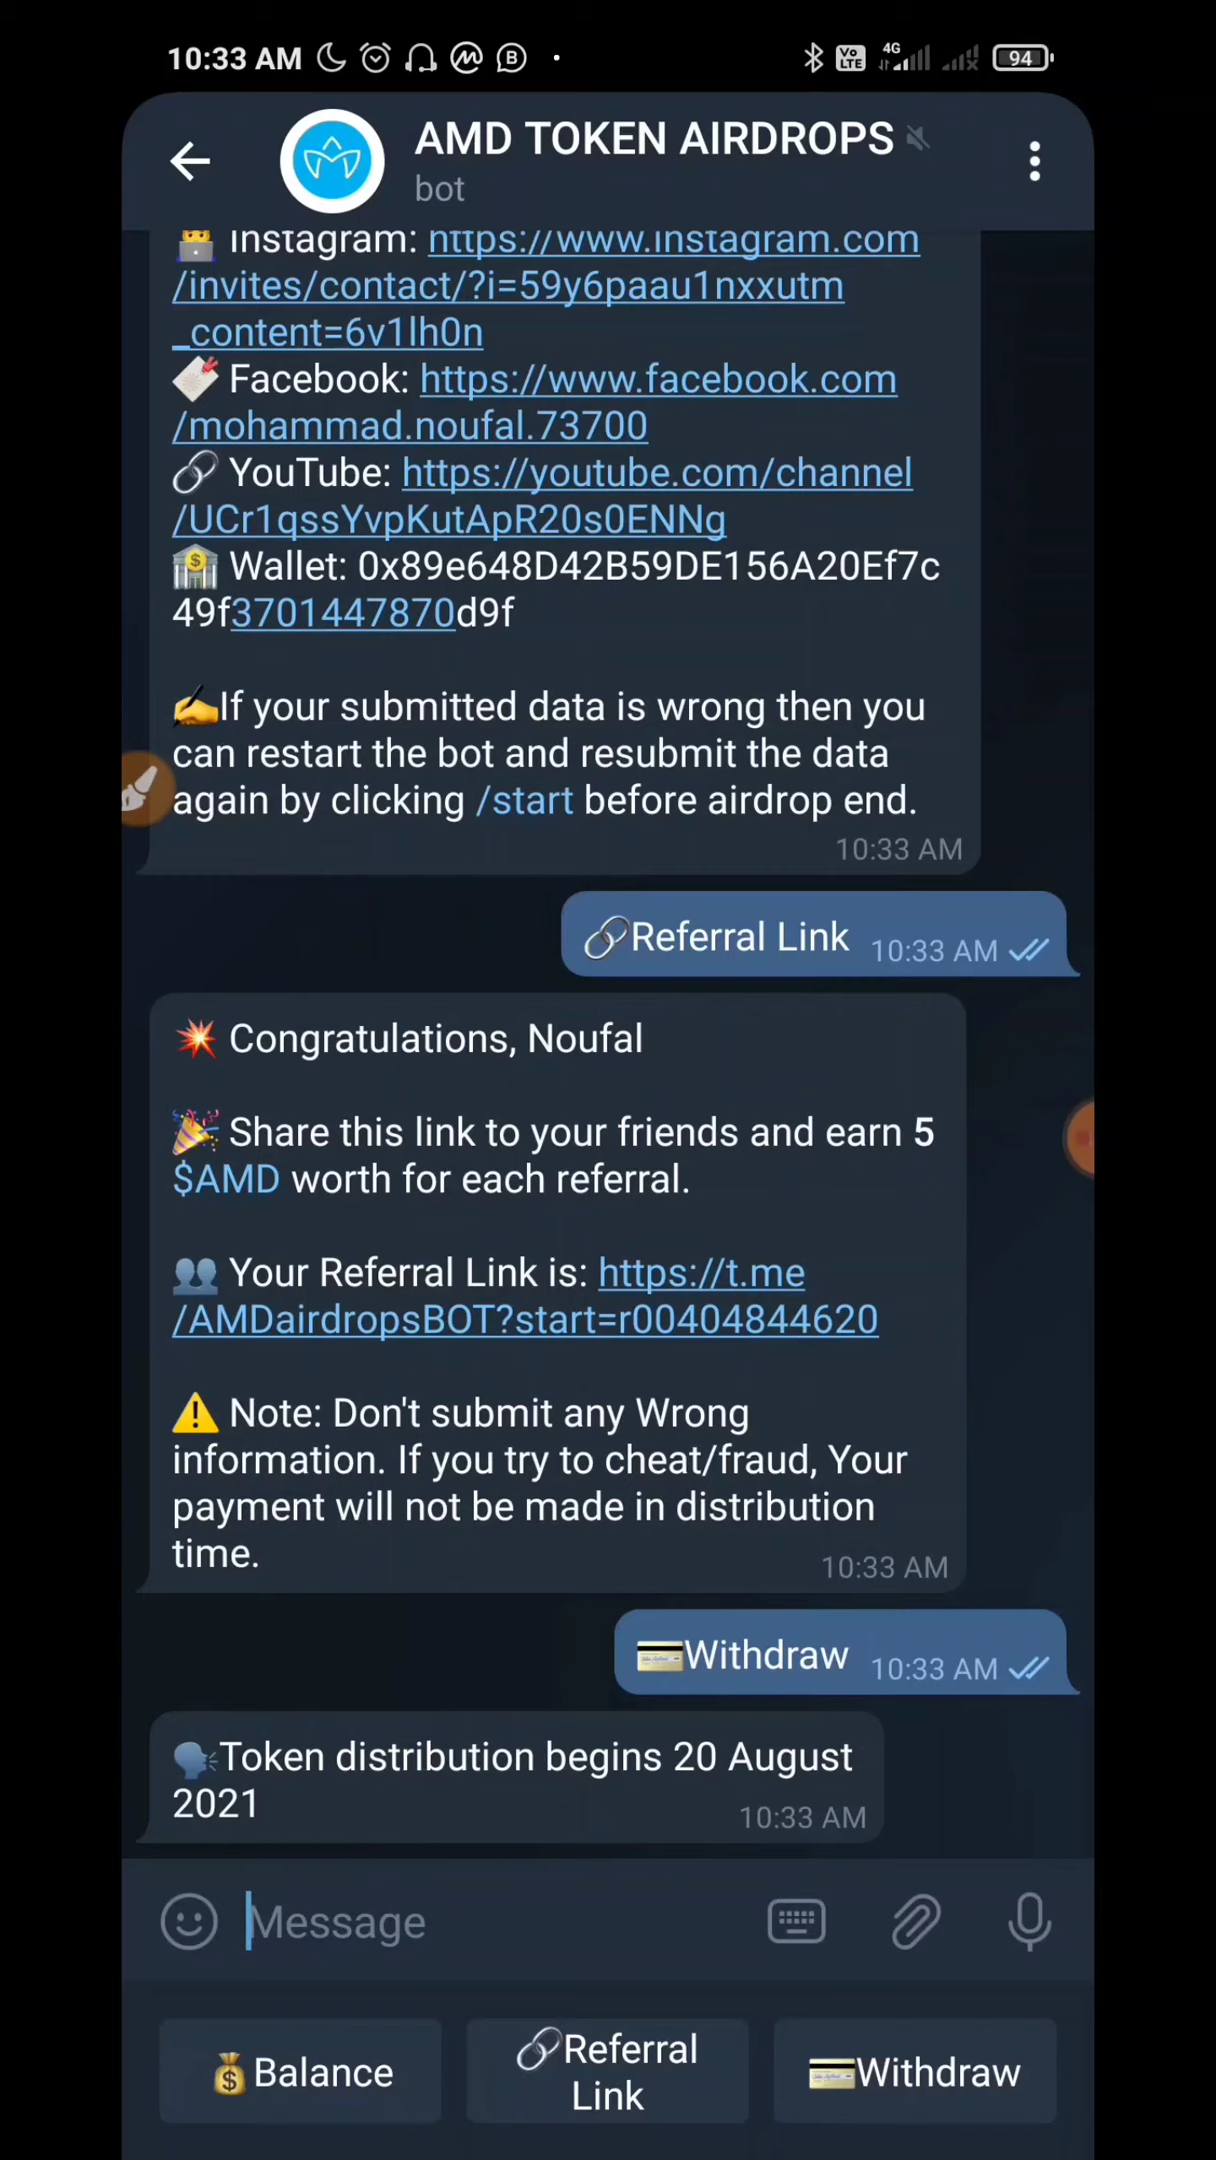 10:33 AM
4G
Vo
LTE
94
AMD TOKEN AIRDROPS
bot
Instagram: https://www.instagram.com
/invites/contact/?i=59y6paau1nxxutm
_content=6v1lh0n
Facebook: https://www.facebook.com
/mohammad.noufal.73700
YouTube: https://youtube.com/channel
/UCr1qssYvpKutApR20s0ENNg
Wallet: 0x89e648D42B59DE156A20Ef7c
49f3701447870d9f
If your submitted data is wrong then you
can restart the bot and resubmit the data
again by clicking /start before airdrop end.
10:33 AM
Referral Link 10:33 AM
Congratulations, Noufal
Share this link to your friends and earn 5
$AMD worth for each referral.
Your Referral Link is: https://t.me
/AMDairdropsBOT?start=r00404844620
Note: Don't submit any Wrong
information. If you try to cheat/fraud, Your
payment will not be made in distribution
time.
10:33 AM
Withdraw 10:33 AM
Token distribution begins 20 August
2021
10:33 AM
Message
Balance
Referral
Link
Withdraw